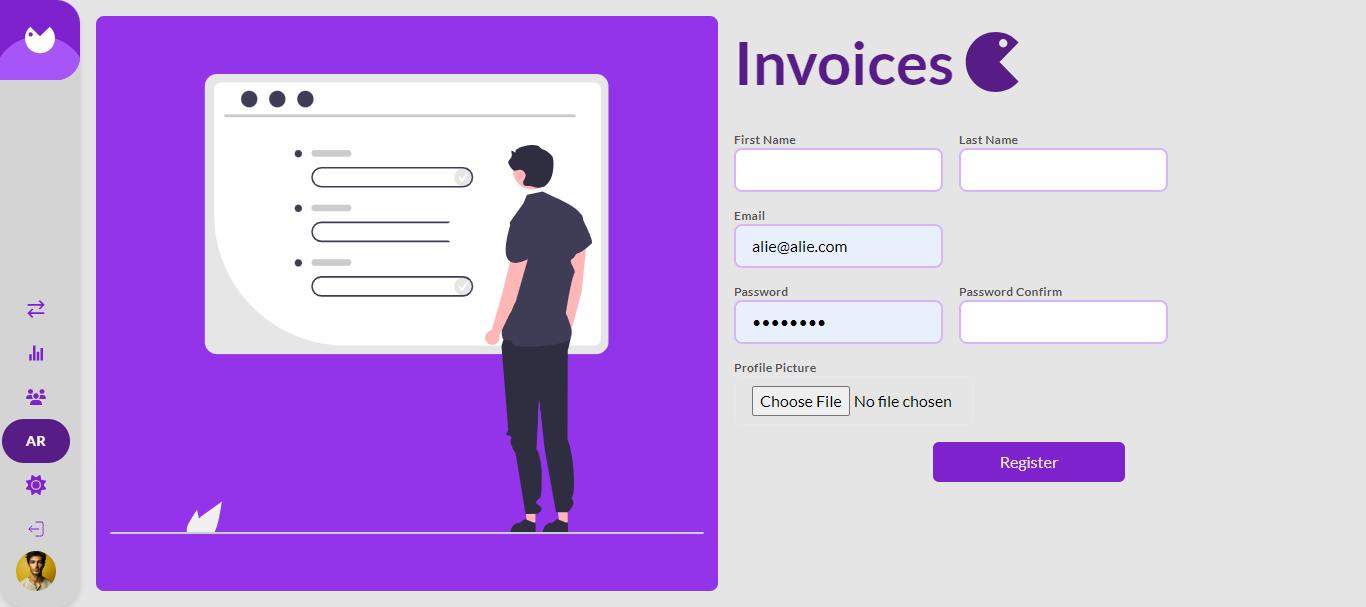 Invoices
First Name
Last Name
Email
alie@alie.com
Password
Password Confirm
••••••••
Profile Picture
Choose File No file chosen
Register
AR